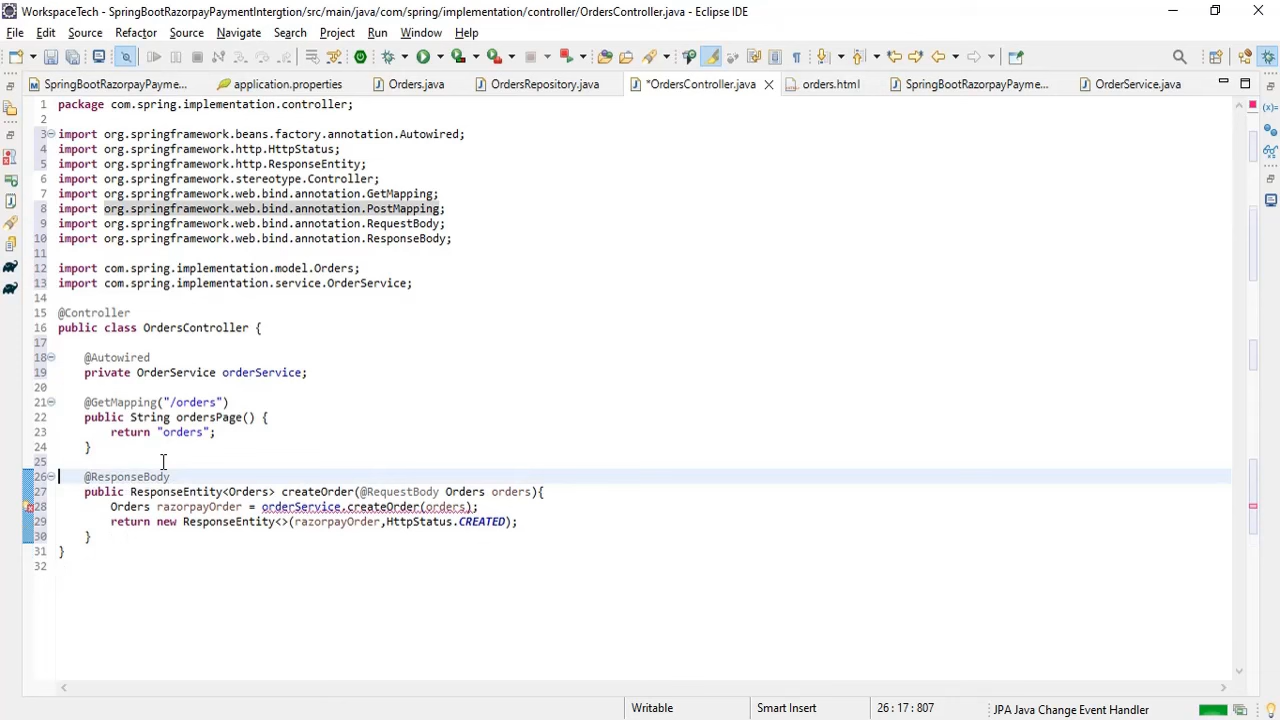 WorkspaceTech - SpringBootRazorpayPaymentIntergtion/src/main/java/com/spring/implementation/controller/OrdersController.java - Eclipse IDE
File Edit Source Refactor Source Navigate Search Project Run Window Help
SpringBootRazorpayPayme... application.properties Orders.java OrdersRepository.java *OrdersController.java orders.html SpringBootRazorpayPayme... OrderService.java
1 package com.spring.implementation.controller;
2
3 import org.springframework.beans.factory.annotation.Autowired;
4 import org.springframework.http.HttpStatus;
5 import org.springframework.http.ResponseEntity;
6 import org.springframework.stereotype.Controller;
7 import org.springframework.web.bind.annotation.GetMapping;
8 import org.springframework.web.bind.annotation.PostMapping;
9 import org.springframework.web.bind.annotation.RequestBody;
10 import org.springframework.web.bind.annotation.ResponseBody;
11
12 import com.spring.implementation.model.Orders;
13 import com.spring.implementation.service.OrderService;
14
15 @Controller
16 public class OrdersController {
17
18 @Autowired
19 private OrderService orderService;
20
21 @GetMapping("/orders")
22 public String ordersPage() {
23 return "orders";
24 }
25
26 @ResponseBody
27 public ResponseEntity<Orders> createOrder(@RequestBody Orders orders){
28 Orders razorpayOrder = orderService.createOrder(orders);
29 return new ResponseEntity<>(razorpayOrder,HttpStatus.CREATED);
30 }
31 }
32
Writable Smart Insert 26 : 17 : 807 JPA Java Change Event Handler